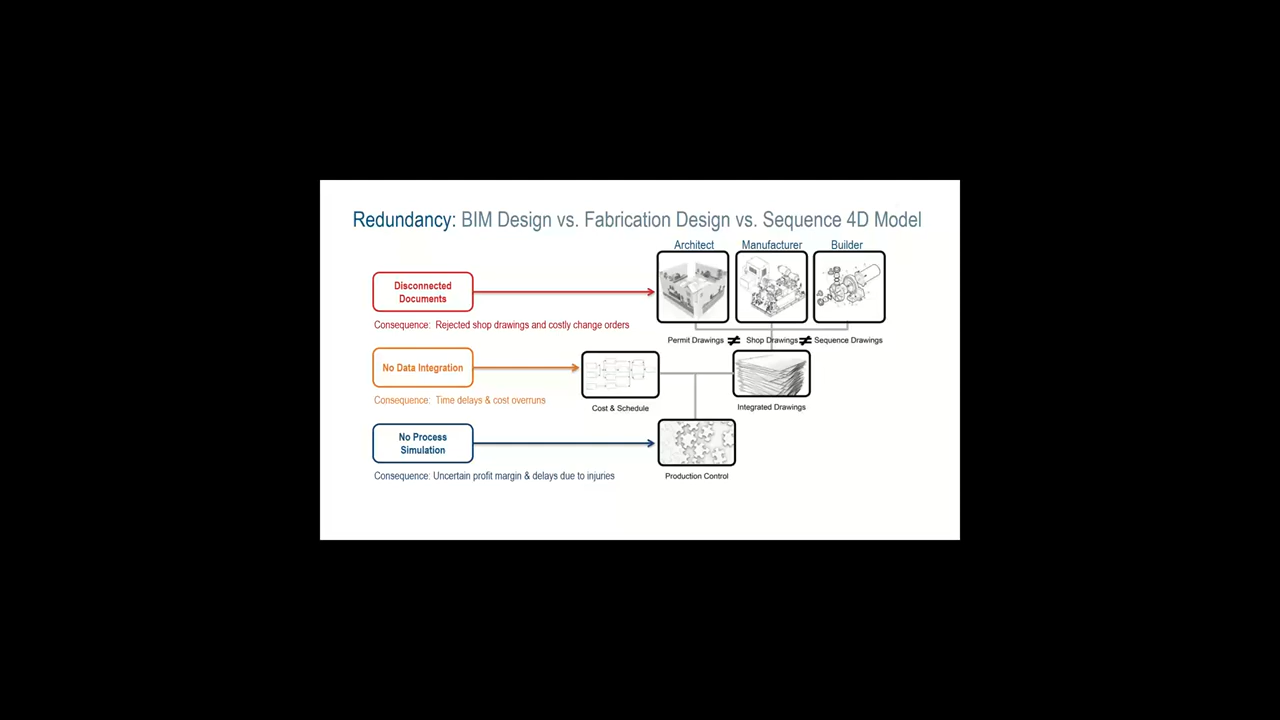 Redundancy: BIM Design vs. Fabrication Design vs. Sequence 4D Model
Architect Manufacturer Builder
Disconnected
Documents
Consequence: Rejected shop drawings and costly change orders
Permit Drawings ≠ Shop Drawings ≠ Sequence Drawings
No Data Integration
Consequence: Time delays & cost overruns
Cost & Schedule
Integrated Drawings
No Process
Simulation
Consequence: Uncertain profit margin & delays due to injuries
Production Control